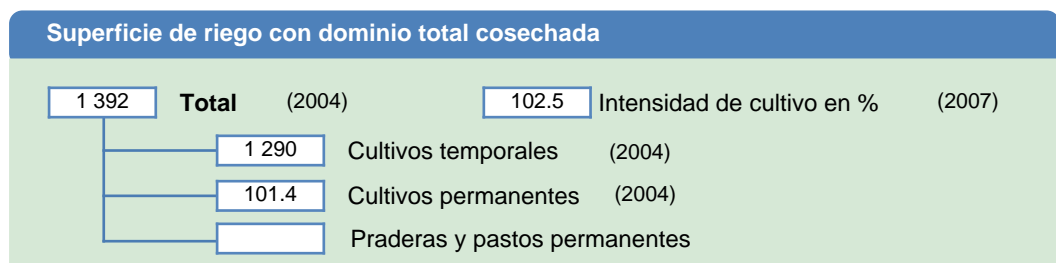 Superficie de riego con dominio total cosechada
1 392 Total (2004) 102.5 Intensidad de cultivo en % (2007)
1 290 Cultivos temporales (2004)
101.4 Cultivos permanentes (2004)
Praderas y pastos permanentes